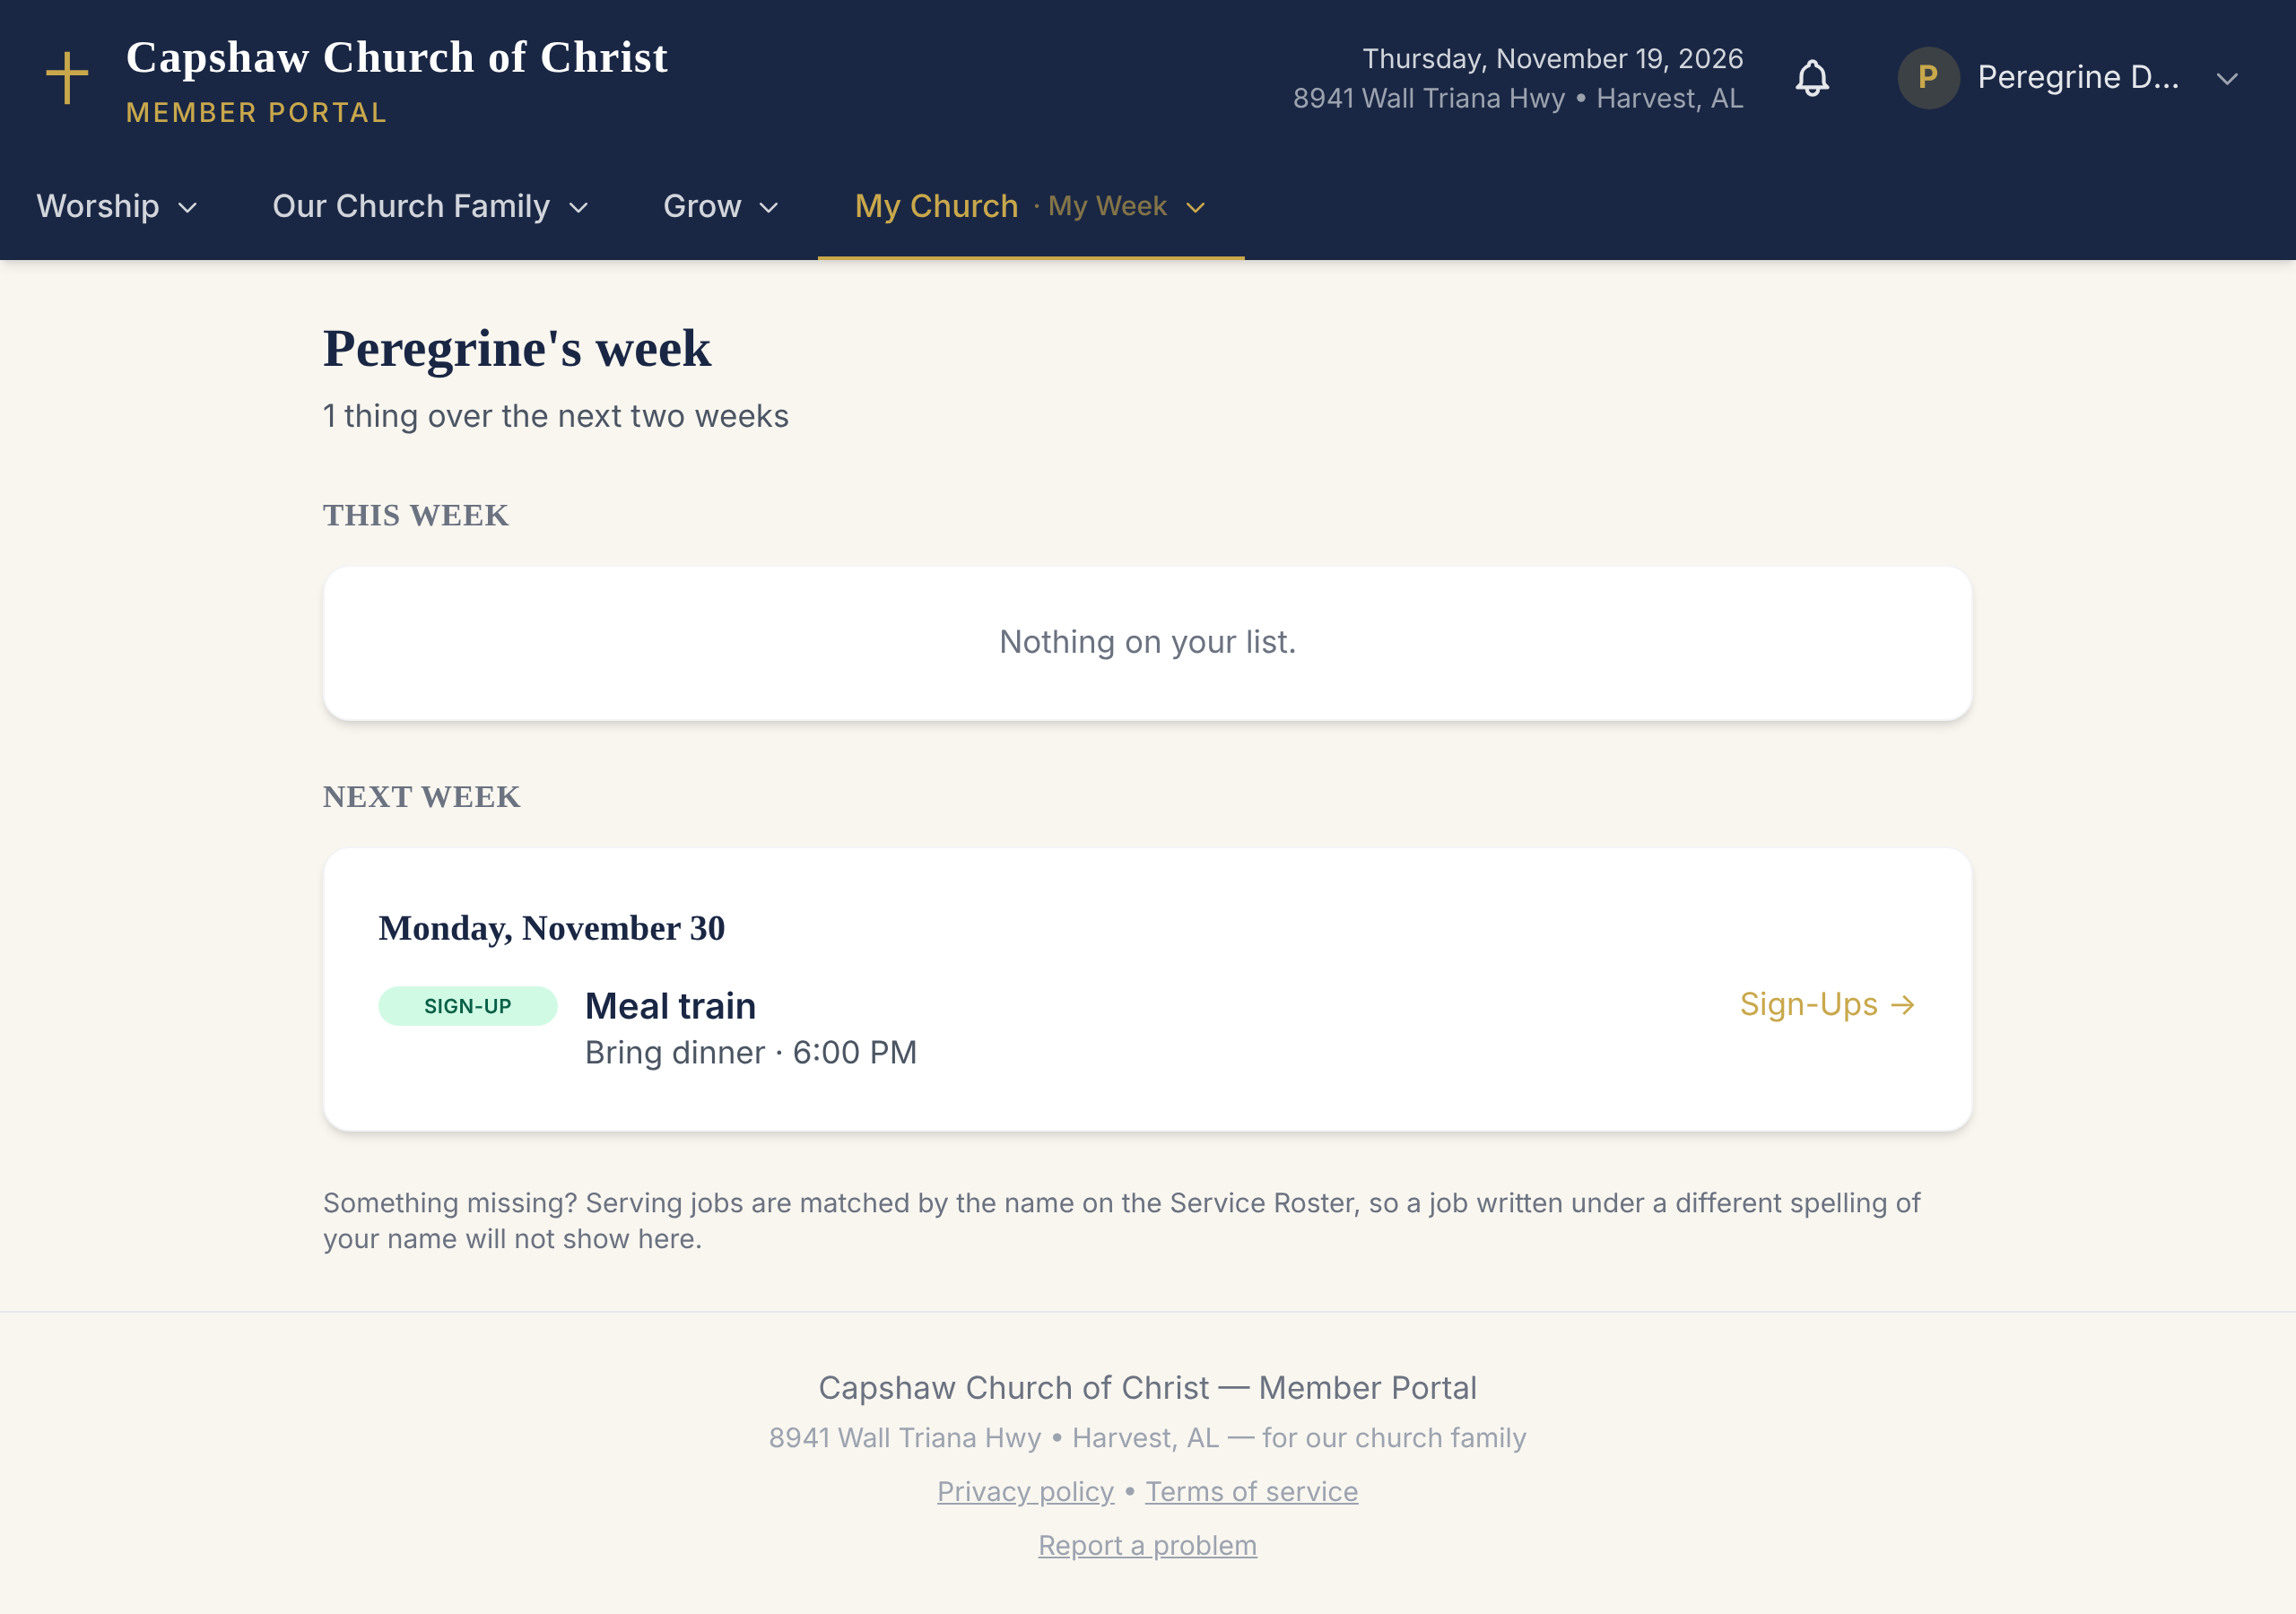 Capshaw Church of Christ
MEMBER PORTAL
Thursday, November 19, 2026
8941 Wall Triana Hwy • Harvest, AL
P
Peregrine D...
Worship
Our Church Family
Grow
My Church · My Week
Peregrine's week
1 thing over the next two weeks
THIS WEEK
Nothing on your list.
NEXT WEEK
Monday, November 30
SIGN-UP
Meal train
Sign-Ups →
Bring dinner · 6:00 PM
Something missing? Serving jobs are matched by the name on the Service Roster, so a job written under a different spelling of
your name will not show here.
Capshaw Church of Christ — Member Portal
8941 Wall Triana Hwy • Harvest, AL — for our church family
Privacy policy • Terms of service
Report a problem